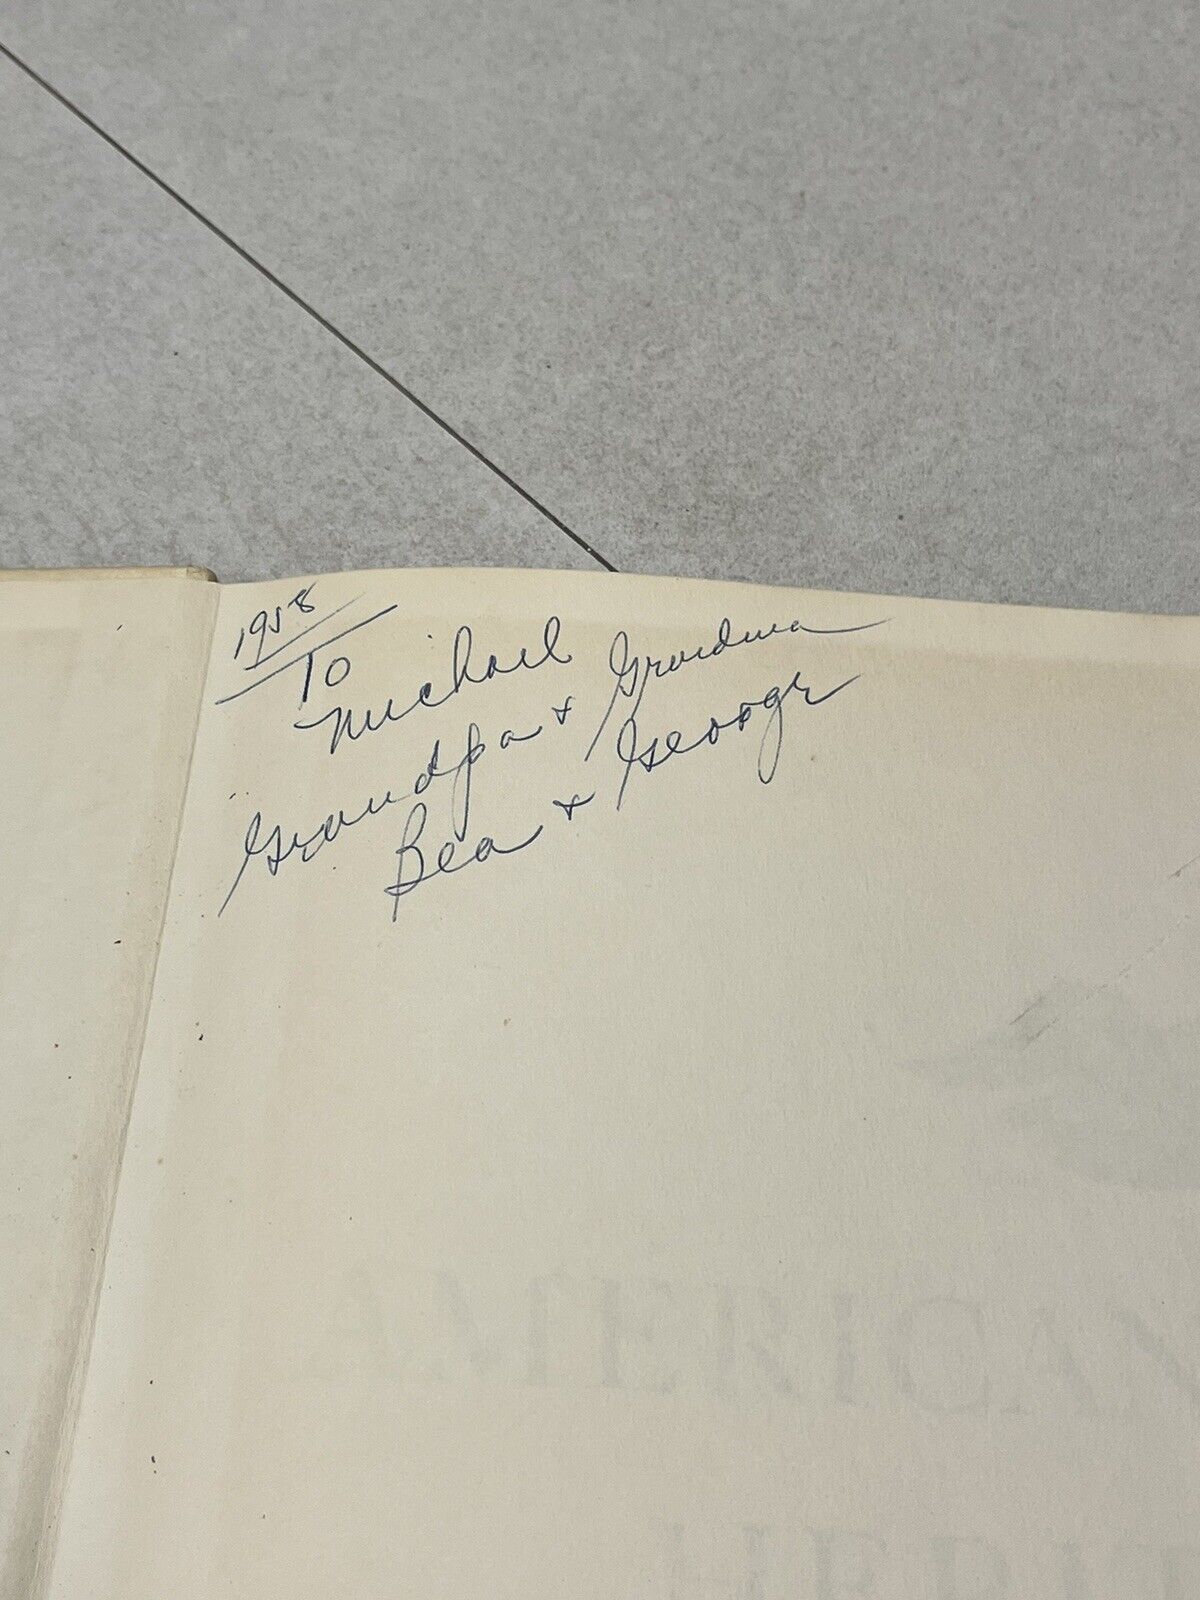 1958
To
Michael
Grandpa + Grandma
Bea + George